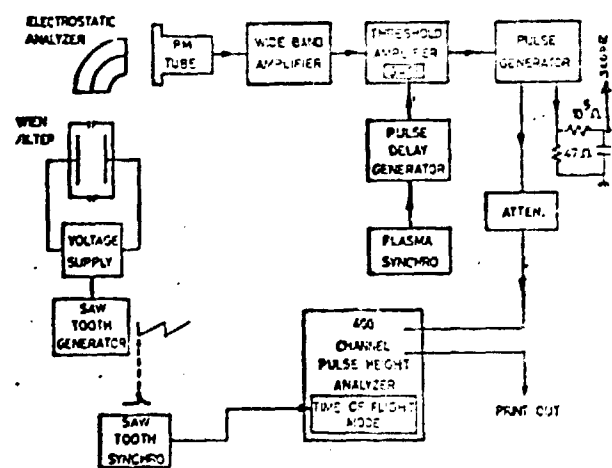 ELECTROSTATIC
ANALYZER
PM
TUBE
WIDE BAND
AMPLIFIER
THRESHOLD
AMPLIFIER
PULSE
GENERATOR
WIEN
FILTER
PULSE
DELAY
GENERATOR
10⁵ Ω
47 Ω
ATTEN.
VOLTAGE
SUPPLY
PLASMA
SYNCHRO
SAW
TOOTH
GENERATOR
400
CHANNEL
PULSE HEIGHT
ANALYZER
TIME OF FLIGHT
MODE
PRINT OUT
SAW
TOOTH
SYNCHRO